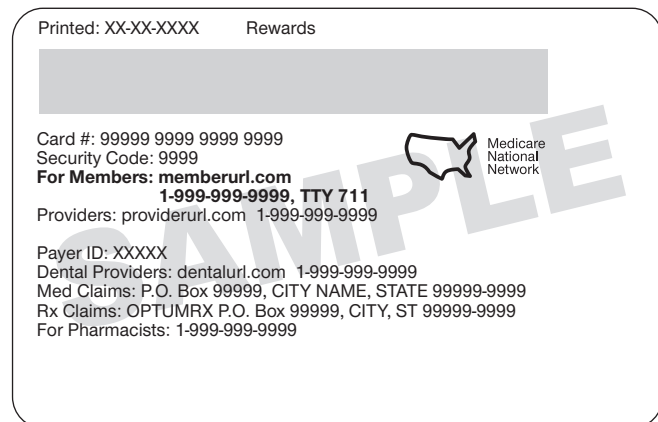 Printed: XX-XX-XXXX Rewards
Card #: 99999 9999 9999 9999
Security Code: 9999
For Members: memberurl.com
1-999-999-9999, TTY 711
Providers: providerurl.com 1-999-999-9999
Medicare
National
Network
Payer ID: XXXXX
Dental Providers: dentalurl.com 1-999-999-9999
Med Claims: P.O. Box 99999, CITY NAME, STATE 99999-9999
Rx Claims: OPTUMRX P.O. Box 99999, CITY, ST 99999-9999
For Pharmacists: 1-999-999-9999
SAMPLE